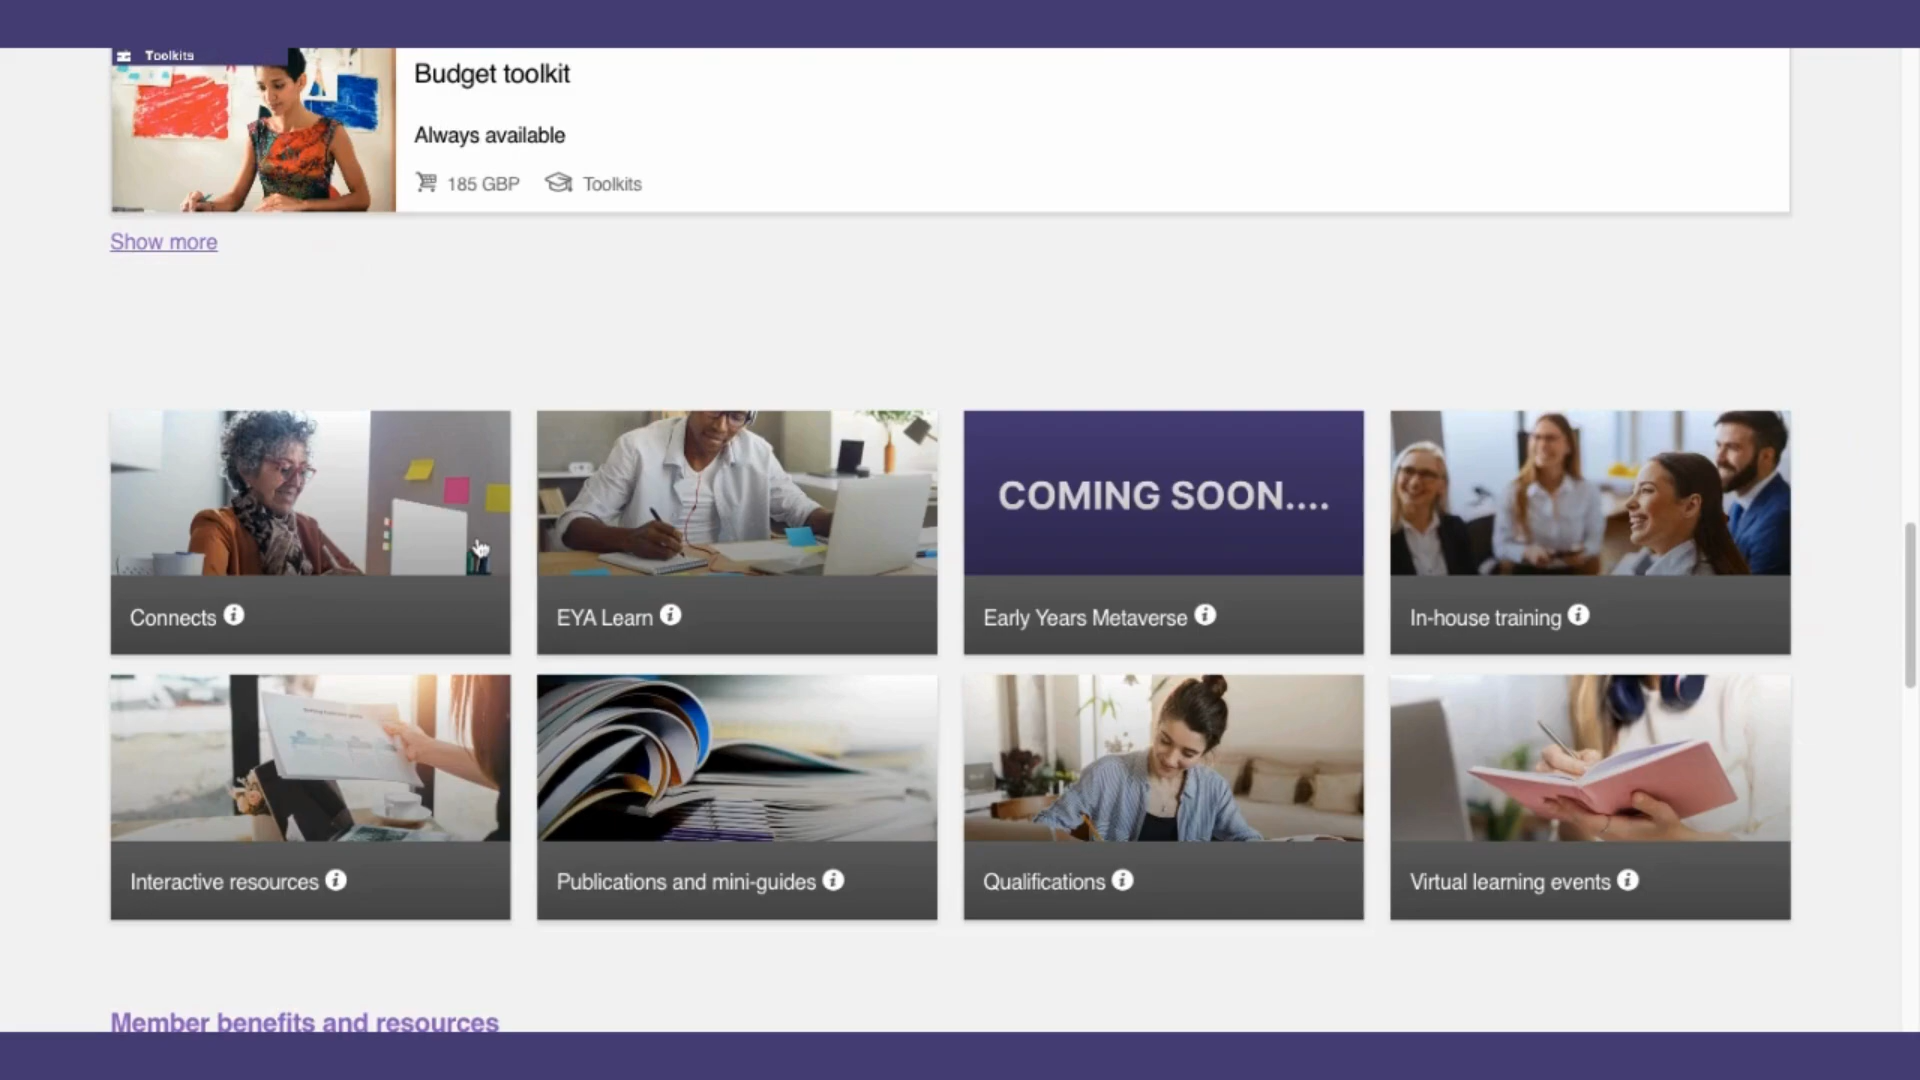 Toolkits
Budget toolkit
Always available
185 GBP Toolkits
Show more
COMING SOON....
Connects
EYA Learn
Early Years Metaverse
In-house training
Interactive resources
Publications and mini-guides
Qualifications
Virtual learning events
Member benefits and resources